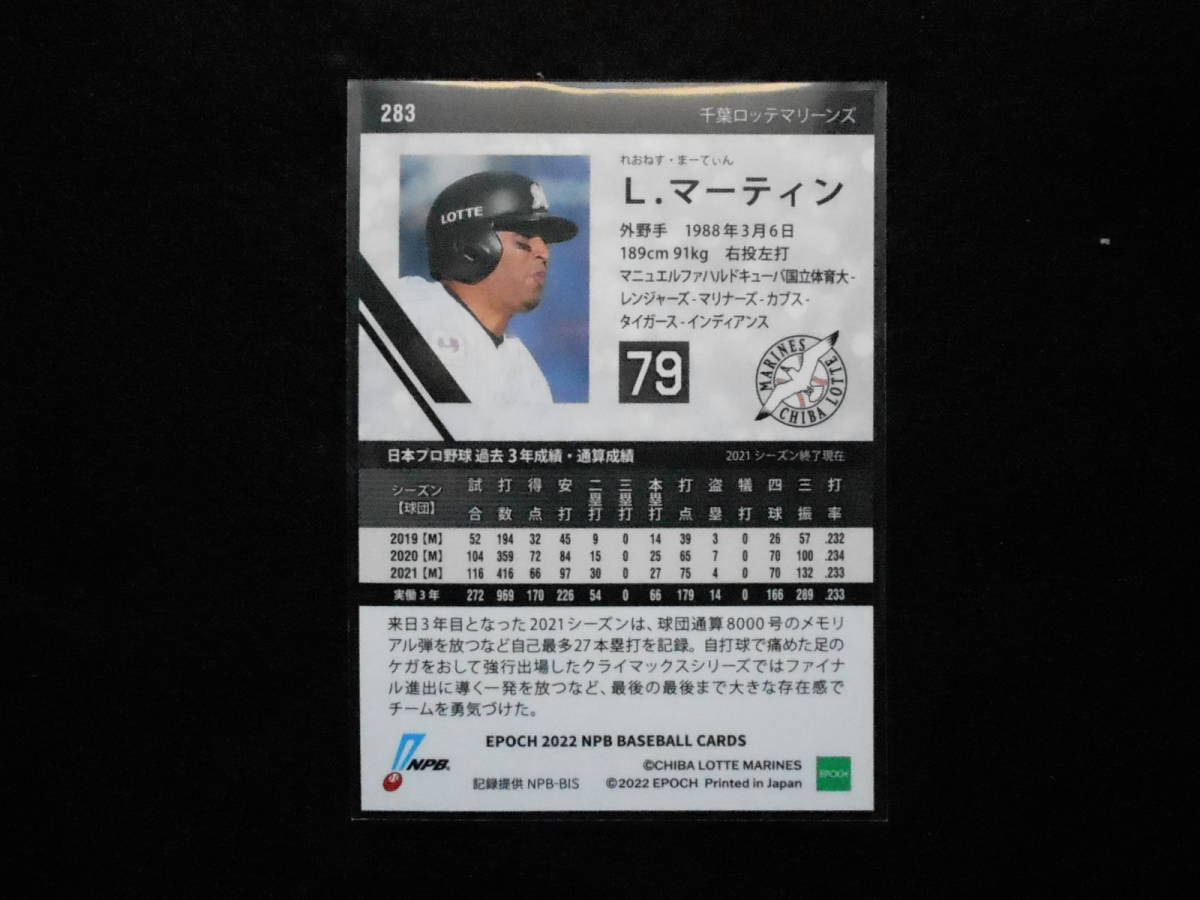 283 千葉ロッテマリーンズ
れおねす・まーてぃん
L.マーティン
LOTTE
外野手 1988年3月6日
189cm 91kg 右投左打
マニュエルファハルドキューバ国立体育大-
レンジャーズ-マリナーズ-カブス-
タイガース-インディアンス
79
MARINES
CHIBA LOTTE
日本プロ野球 過去3年成績・通算成績 2021シーズン終了現在
シーズン【球団】 試合 打数 得点 安打 二塁打 三塁打 本塁打 打点 盗塁 犠打 四球 三振 打率
2019【M】 52 194 32 45 9 0 14 39 3 0 26 57 .232
2020【M】 104 359 72 84 15 0 25 65 7 0 70 100 .234
2021【M】 116 416 66 97 30 0 27 75 4 0 70 132 .233
実働3年 272 969 170 226 54 0 66 179 14 0 166 289 .233
来日3年目となった2021シーズンは、球団通算8000号のメモリ
アル弾を放つなど自己最多27本塁打を記録。自打球で痛めた足の
ケガをおして強行出場したクライマックスシリーズではファイナ
ル進出に導く一発を放つなど、最後の最後まで大きな存在感で
チームを勇気づけた。
EPOCH 2022 NPB BASEBALL CARDS
NPB
©CHIBA LOTTE MARINES
記録提供 NPB-BIS ©2022 EPOCH Printed in Japan
EPOCH